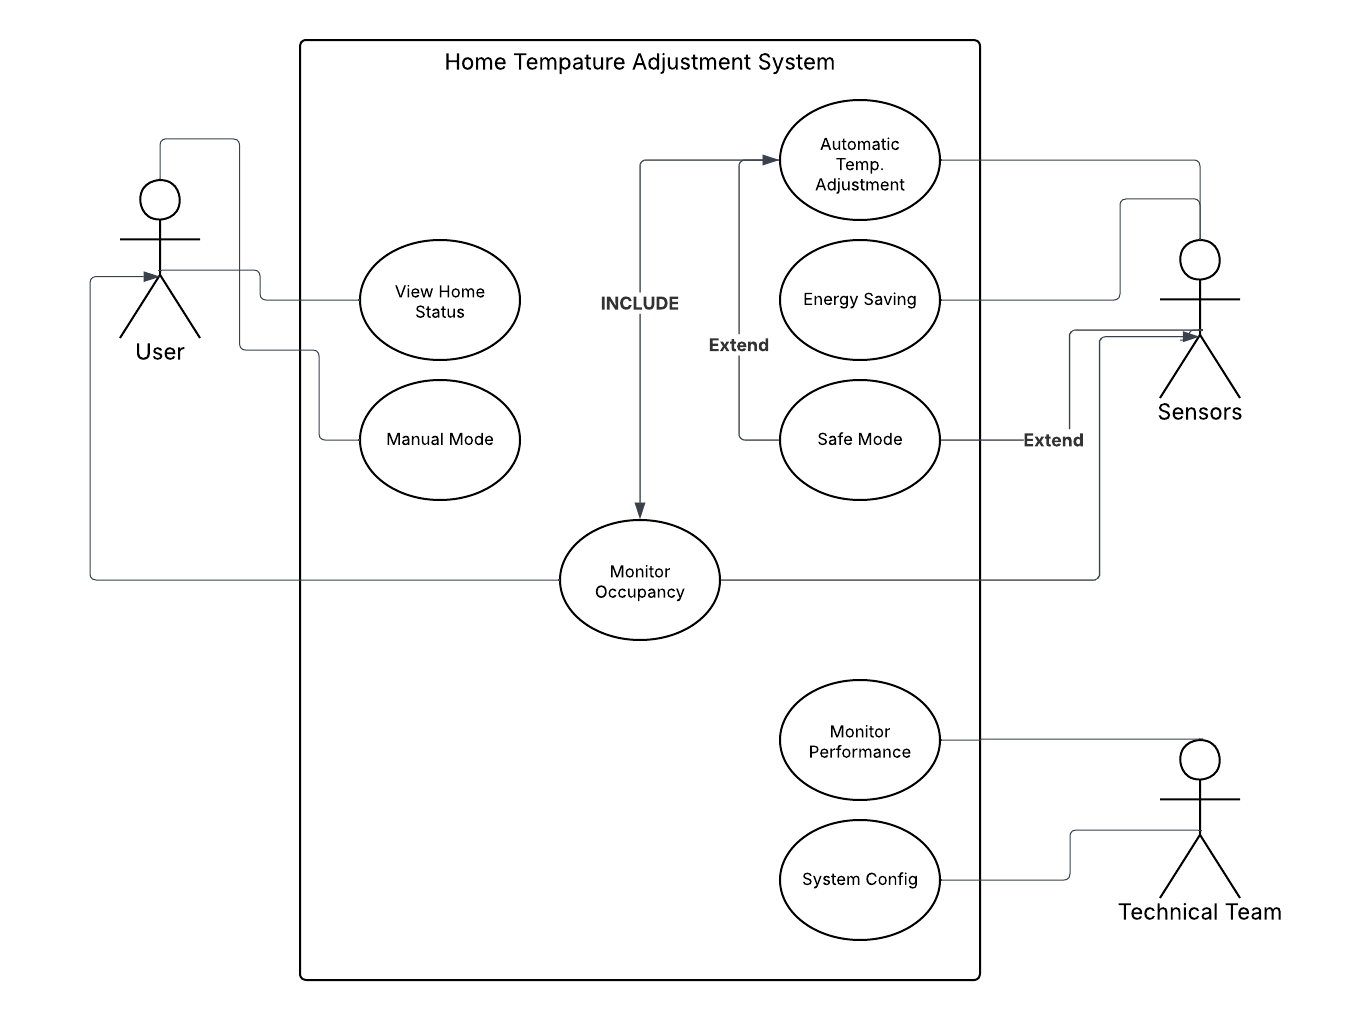 Home Tempature Adjustment System
Automatic
Temp.
Adjustment
View Home
Status
Energy Saving
INCLUDE
Extend
User
Manual Mode
Safe Mode
Extend
Sensors
Monitor
Occupancy
Monitor
Performance
System Config
Technical Team